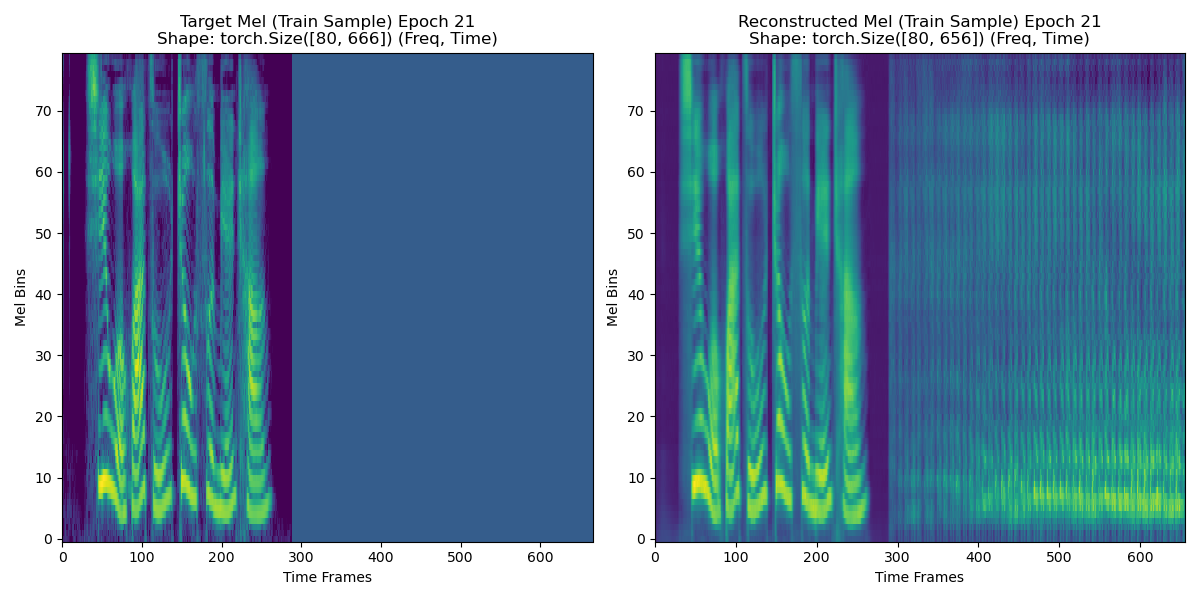 Target Mel (Train Sample) Epoch 21
Shape: torch.Size([80, 666]) (Freq, Time)
Mel Bins
70
60
50
40
30
20
10
0
0 100 200 300 400 500 600
Time Frames
Reconstructed Mel (Train Sample) Epoch 21
Shape: torch.Size([80, 656]) (Freq, Time)
Mel Bins
70
60
50
40
30
20
10
0
0 100 200 300 400 500 600
Time Frames